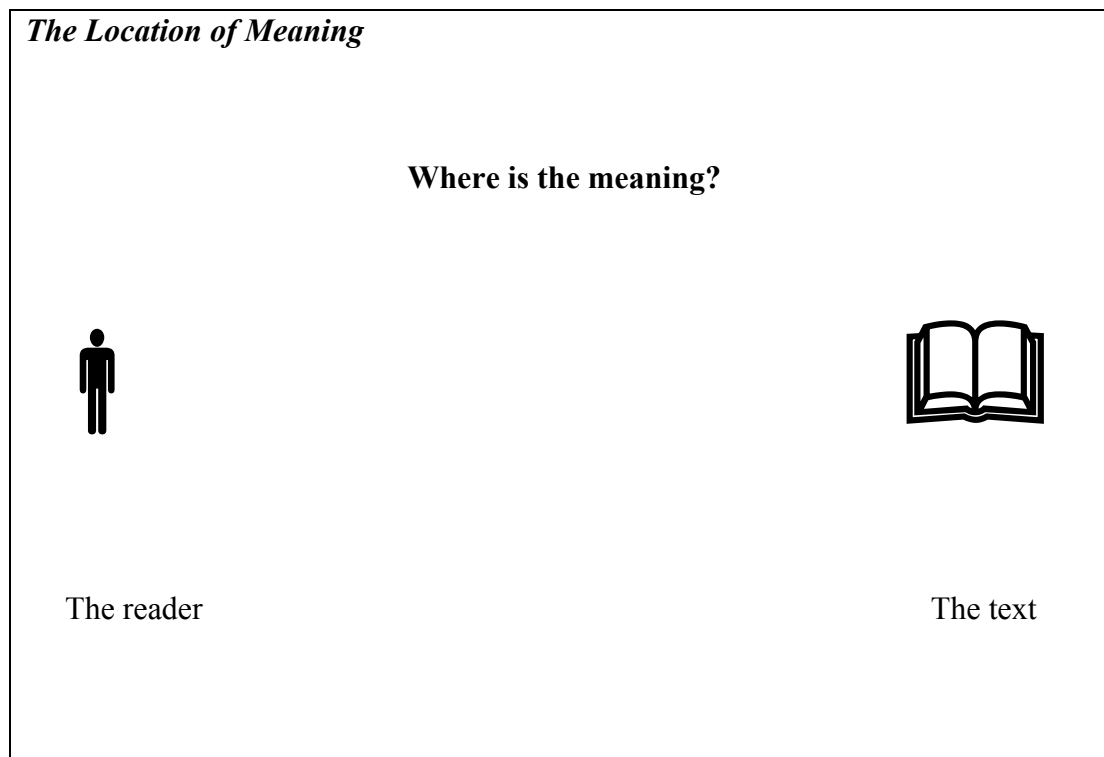 The Location of Meaning
Where is the meaning?
The reader
The text